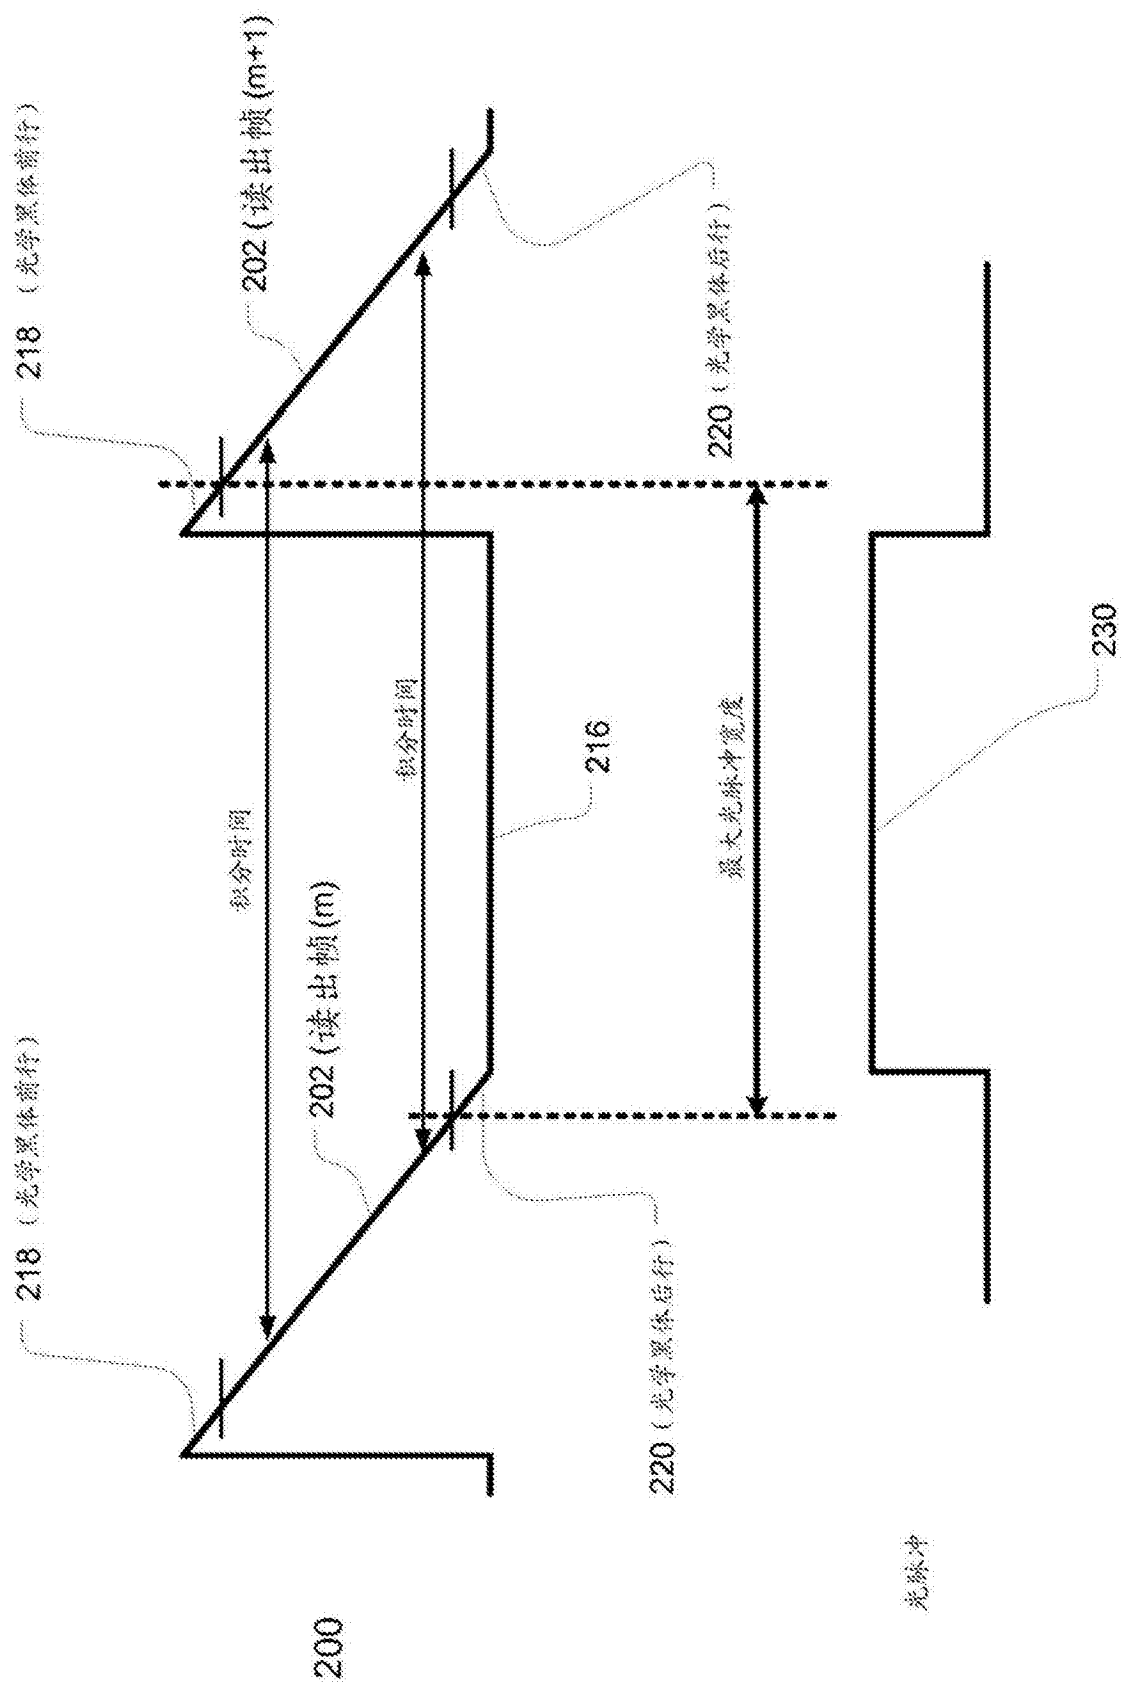 200
218 (光学黑体前行)
218 (光学黑体前行)
202 (读出帧(m+1)
积分时间
202 (读出帧(m)
积分时间
216
220 (光学黑体后行)
220 (光学黑体后行)
最大光脉冲宽度
光脉冲
230